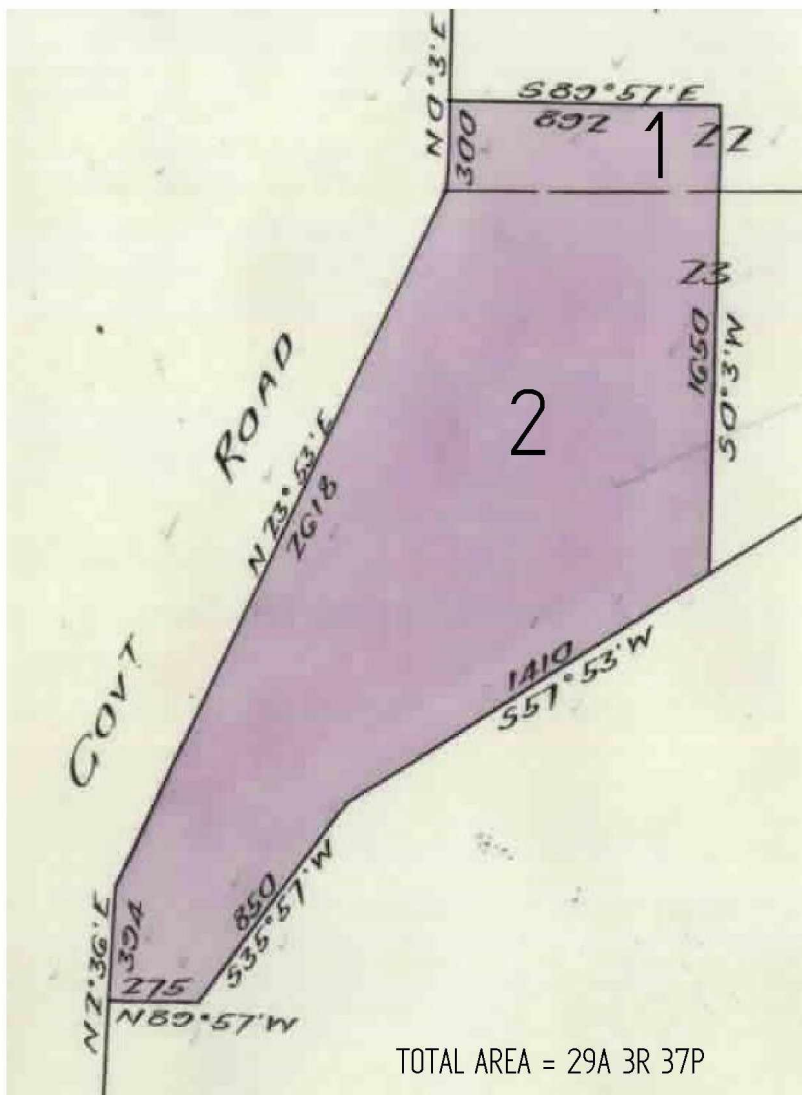 S89°57'E
892
1
22
N0°3'E
300
23
1650
S0°3'W
2
ROAD
N23°53'E
2618
GOVT
1410
S57°53'W
850
S35°57'W
N2°36'E
394
275
N89°57'W
TOTAL AREA = 29A 3R 37P